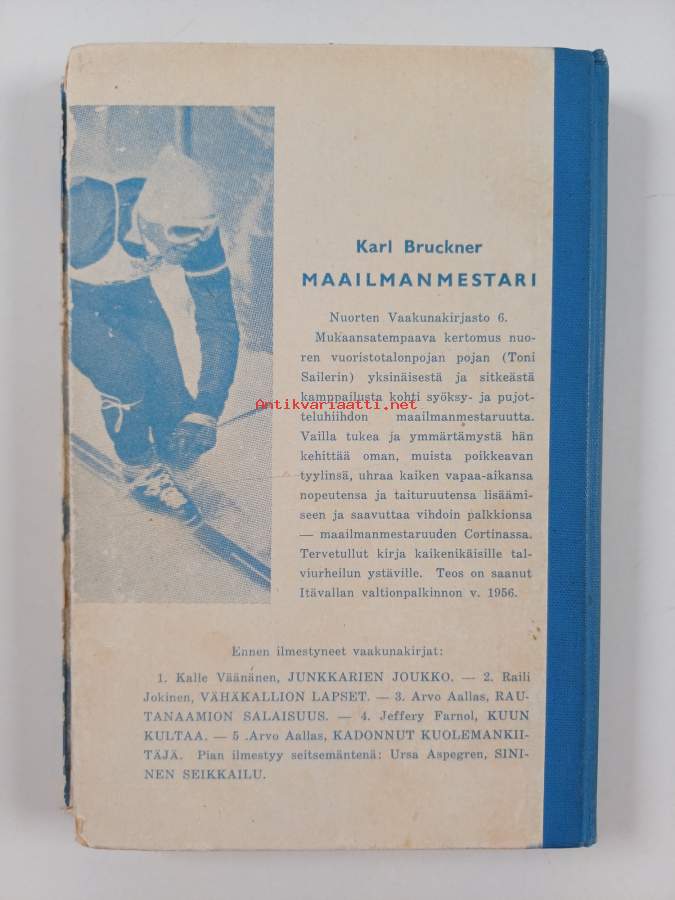 Karl Bruckner
MAAILMANMESTARI
Nuorten Vaakunakirjasto 6.
Mukaansatempaava kertomus nuo-
ren vuoristotalonpojan pojan (Toni
Sailerin) yksinäisestä ja sitkeästä
kamppailusta kohti syöksy- ja pujot-
Antikvariaatti.net
teluhiihdon maailmanmestaruutta.
Vailla tukea ja ymmärtämystä hän
kehittää oman, muista poikkeavan
tyylinsä, uhraa kaiken vapaa-aikansa
nopeutensa ja taituruutensa lisäämi-
seen ja saavuttaa vihdoin palkkionsa
— maailmanmestaruuden Cortinassa.
Tervetullut kirja kaikenikäisille tal-
viurheilun ystäville. Teos on saanut
Itävallan valtionpalkinnon v. 1956.
Ennen ilmestyneet vaakunakirjat:
1. Kalle Väänänen, JUNKKARIEN JOUKKO. — 2. Raili
Jokinen, VÄHÄKALLION LAPSET. — 3. Arvo Aallas, RAU-
TANAAMION SALAISUUS. — 4. Jeffery Farnol, KUUN
KULTAA. — 5 .Arvo Aallas, KADONNUT KUOLEMANKII-
TÄJÄ. Pian ilmestyy seitsemäntenä: Ursa Aspegren, SINI-
NEN SEIKKAILU.